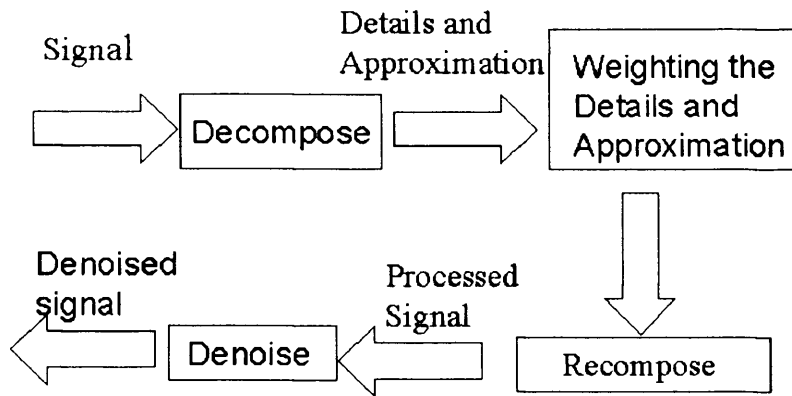 Signal
Decompose
Details and
Approximation
Weighting the
Details and
Approximation
Recompose
Processed
Signal
Denoise
Denoised
signal